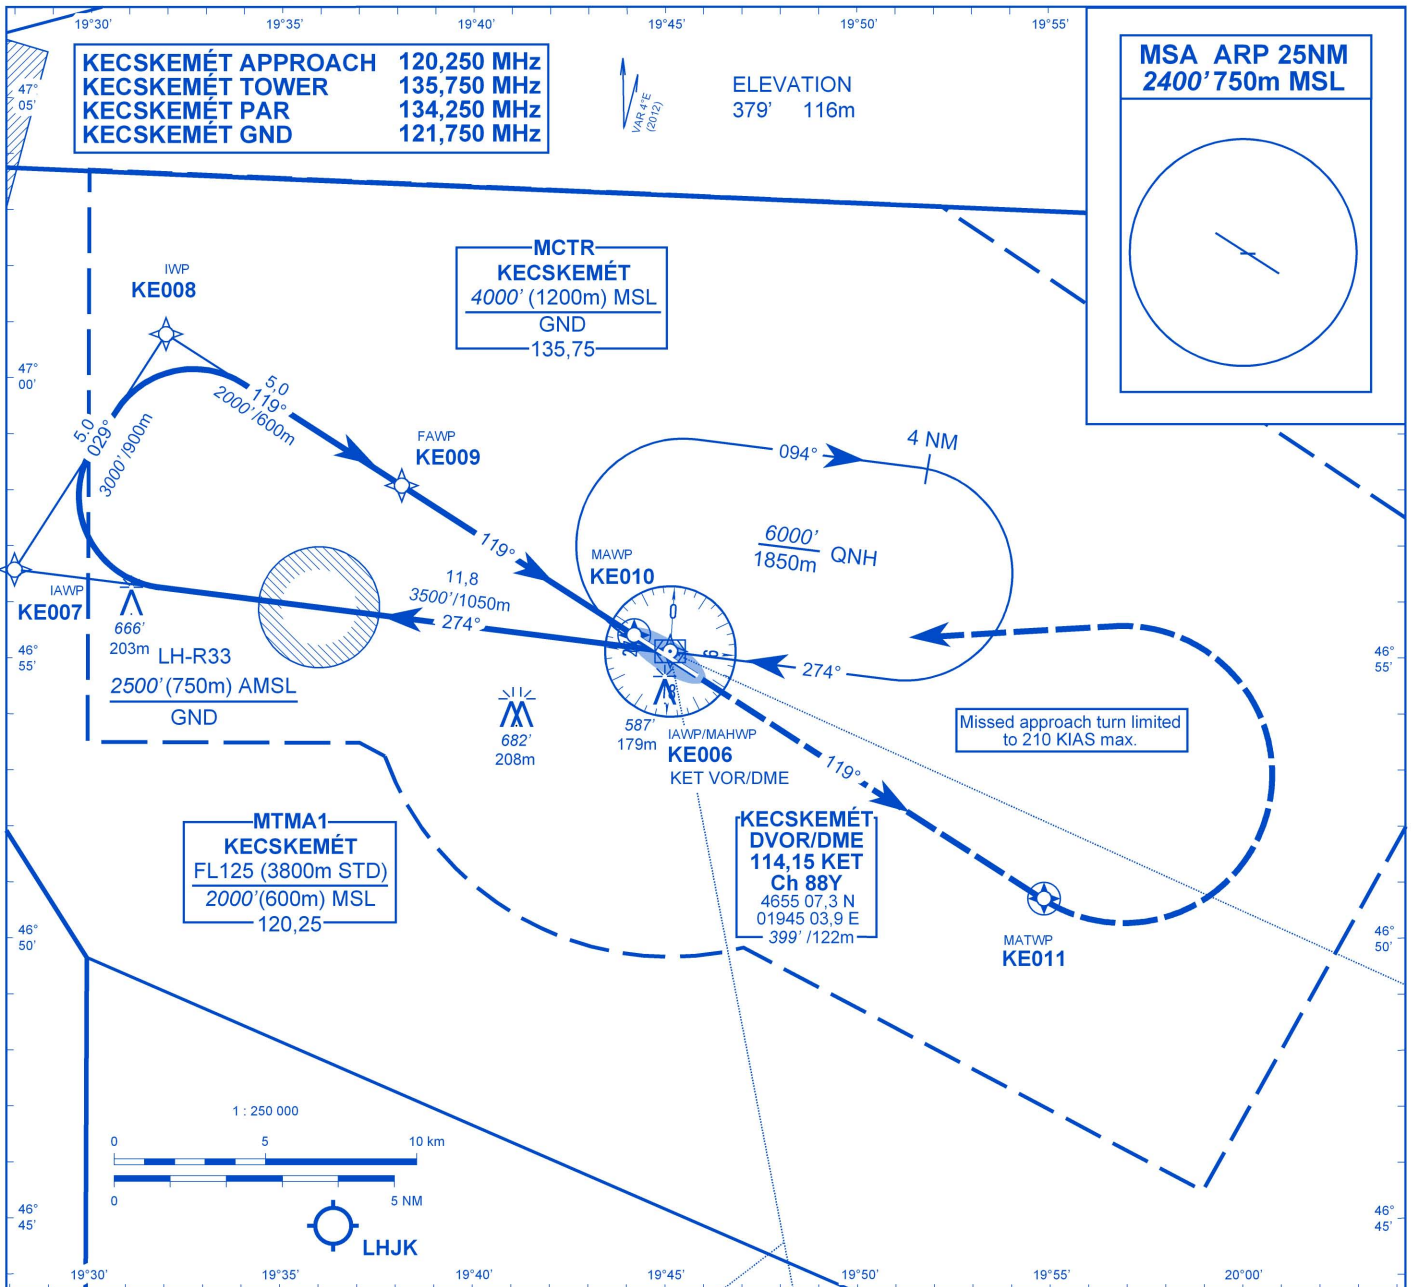 19°30' 19°35' 19°40' 19°45' 19°50' 19°55'
KECSKEMÉT APPROACH 120,250 MHz
KECSKEMÉT TOWER 135,750 MHz
KECSKEMÉT PAR 134,250 MHz
KECSKEMÉT GND 121,750 MHz
VAR 4°E
(2012)
ELEVATION
379' 116m
MSA ARP 25NM
2400' 750m MSL
47°
05'
MCTR
KECSKEMÉT
4000' (1200m) MSL
GND
135,75
IWP
KE008
47°
00'
5,0
119°
2000'/600m
5,0
029°
3000'/900m
FAWP
KE009
094°
4 NM
6000'
1850m QNH
119°
MAWP
KE010
11,8
3500'/1050m
274°
IAWP
KE007
666'
203m
0
9
274°
46°
55'
46°
55'
LH-R33
2500' (750m) AMSL
GND
682'
208m
587'
179m
IAWP/MAHWP
KE006
KET VOR/DME
Missed approach turn limited
to 210 KIAS max.
119°
MTMA1
KECSKEMÉT
FL125 (3800m STD)
2000' (600m) MSL
120,25
KECSKEMÉT
DVOR/DME
114,15 KET
Ch 88Y
4655 07,3 N
01945 03,9 E
399' /122m
MATWP
KE011
46°
50'
46°
50'
1 : 250 000
0 5 10 km
0 5 NM
LHJK
46°
45'
46°
45'
19°30' 19°35' 19°40' 19°45' 19°50' 19°55' 20°00'